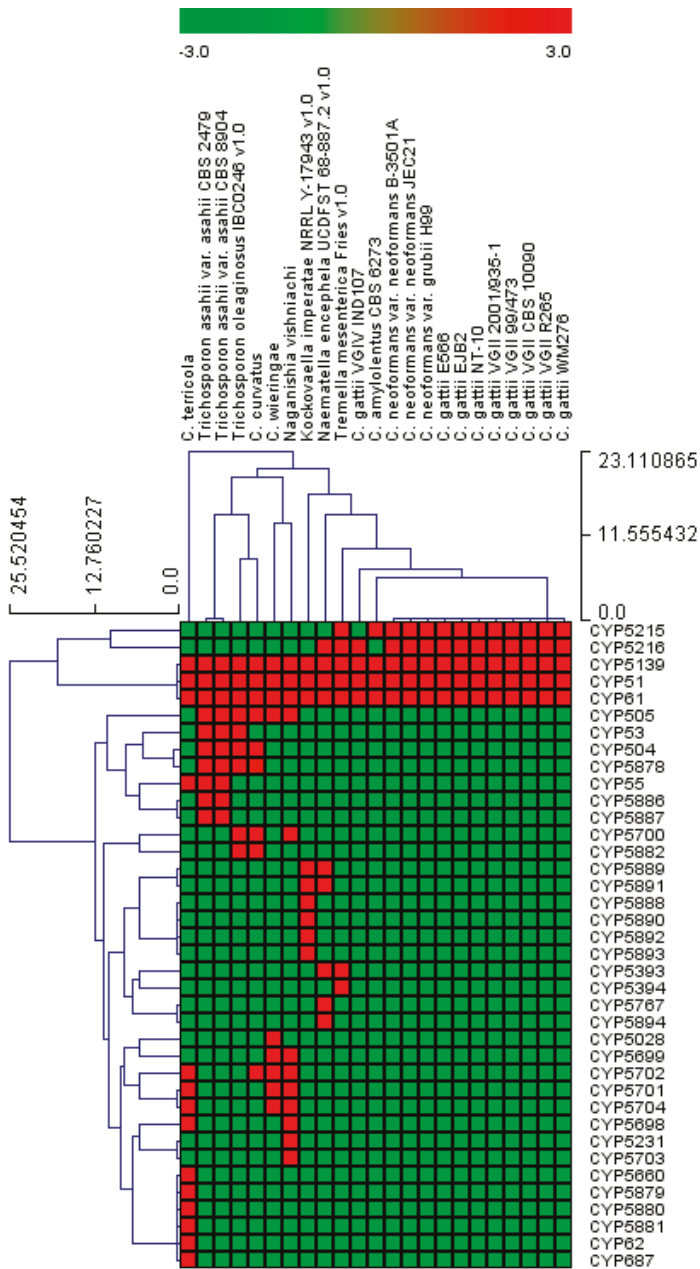 -3.0
3.0
C. terricola
Trichosporon asahii var. asahii CBS 2479
Trichosporon asahii var. asahii CBS 8904
Trichosporon oleaginosus IBC0246 v1.0
C. curvatus
C. wieringae
Naganishia vishniachi
Kockovaella imperatae NRRL Y-17943 v1.0
Naematella encephela UCDFST 68-887.2 v1.0
Tremella mesenterica Fries v1.0
C. gattii VGIV IND107
C. amylolentus CBS 6273
C. neoformans var. neoformans B-3501A
C. neoformans var. neoformans JEC21
C. neoformans var. grubii H99
C. gattii E566
C. gattii EJB2
C. gattii NT-10
C. gattii VGII 2001/935-1
C. gattii VGII 99/473
C. gattii VGII CBS 10090
C. gattii VGII R265
C. gattii WM276
23.110865
11.555432
0.0
25.520454
12.760227
0.0
CYP5215
CYP5216
CYP5139
CYP51
CYP61
CYP505
CYP53
CYP504
CYP5878
CYP55
CYP5886
CYP5887
CYP5700
CYP5882
CYP5889
CYP5891
CYP5888
CYP5890
CYP5892
CYP5893
CYP5393
CYP5394
CYP5767
CYP5894
CYP5028
CYP5699
CYP5702
CYP5701
CYP5704
CYP5698
CYP5231
CYP5703
CYP5660
CYP5879
CYP5880
CYP5881
CYP62
CYP687